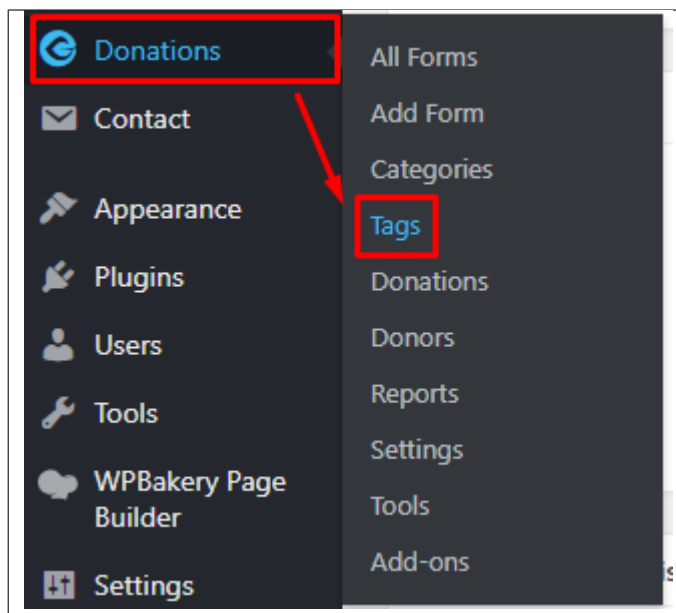 Donations
Contact
Appearance
Plugins
Users
Tools
WPBakery Page
Builder
Settings
All Forms
Add Form
Categories
Tags
Donations
Donors
Reports
Settings
Tools
Add-ons